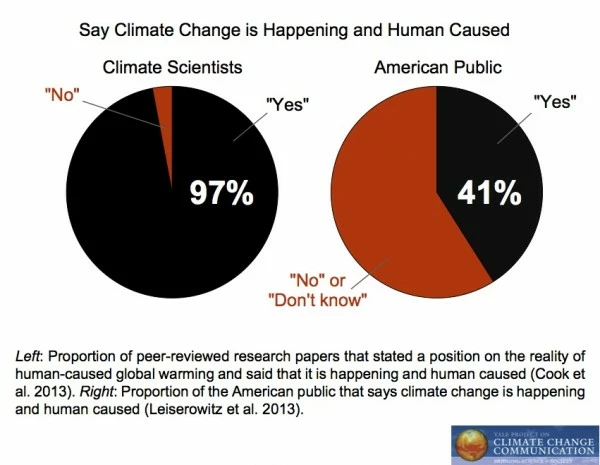 Say Climate Change is Happening and Human Caused
Climate Scientists
American Public
"No"
"Yes"
"Yes"
97%
41%
"No" or
"Don't know"
Left: Proportion of peer-reviewed research papers that stated a position on the reality of
human-caused global warming and said that it is happening and human caused (Cook et
al. 2013). Right: Proportion of the American public that says climate change is happening
and human caused (Leiserowitz et al. 2013).
YALE PROJECT ON
CLIMATE CHANGE
COMMUNICATION